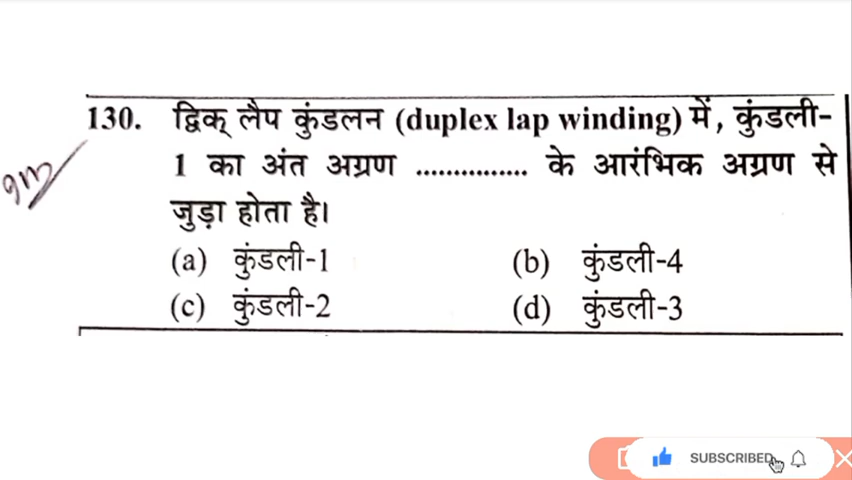 130. द्विक् लैप कुंडलन (duplex lap winding) में, कुंडली-
1 का अंत अग्रण ............... के आरंभिक अग्रण से
जुड़ा होता है।
(a) कुंडली-1 (b) कुंडली-4
(c) कुंडली-2 (d) कुंडली-3
SUBSCRIBED